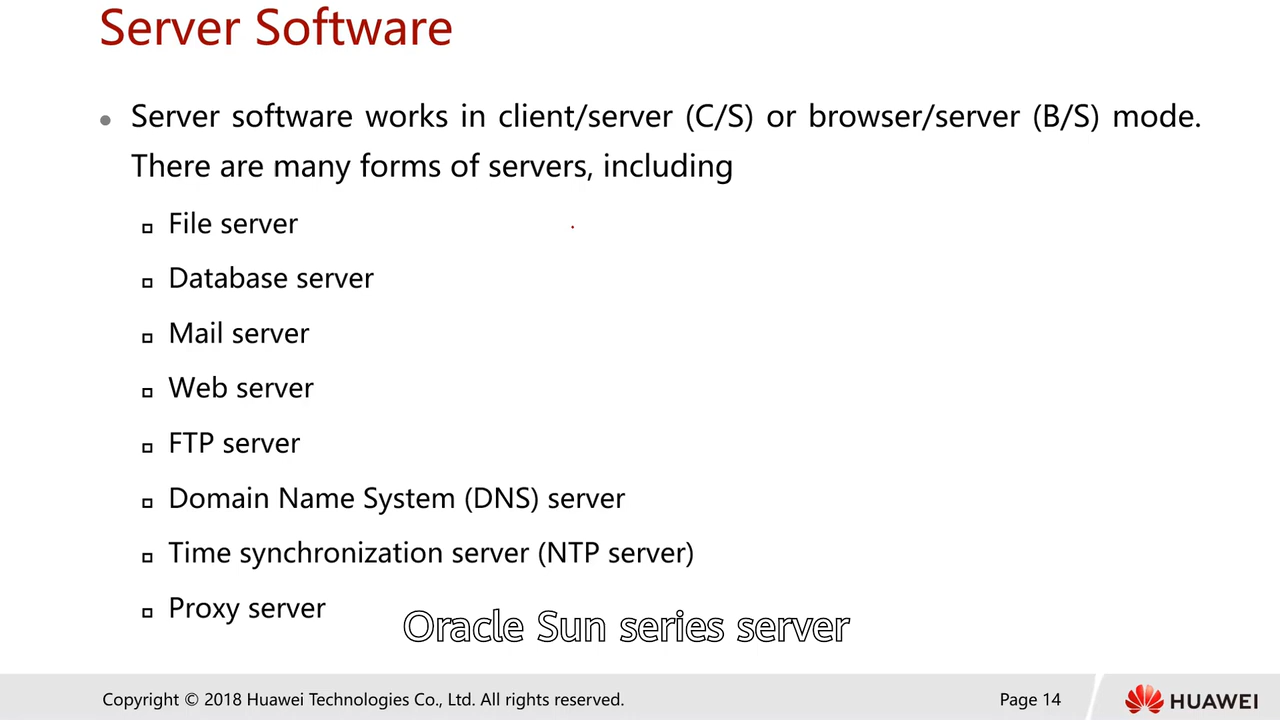 Server Software
Server software works in client/server (C/S) or browser/server (B/S) mode.
There are many forms of servers, including
File server
Database server
Mail server
Web server
FTP server
Domain Name System (DNS) server
Time synchronization server (NTP server)
Proxy server
Oracle Sun series server
Copyright © 2018 Huawei Technologies Co., Ltd. All rights reserved.
Page 14
HUAWEI